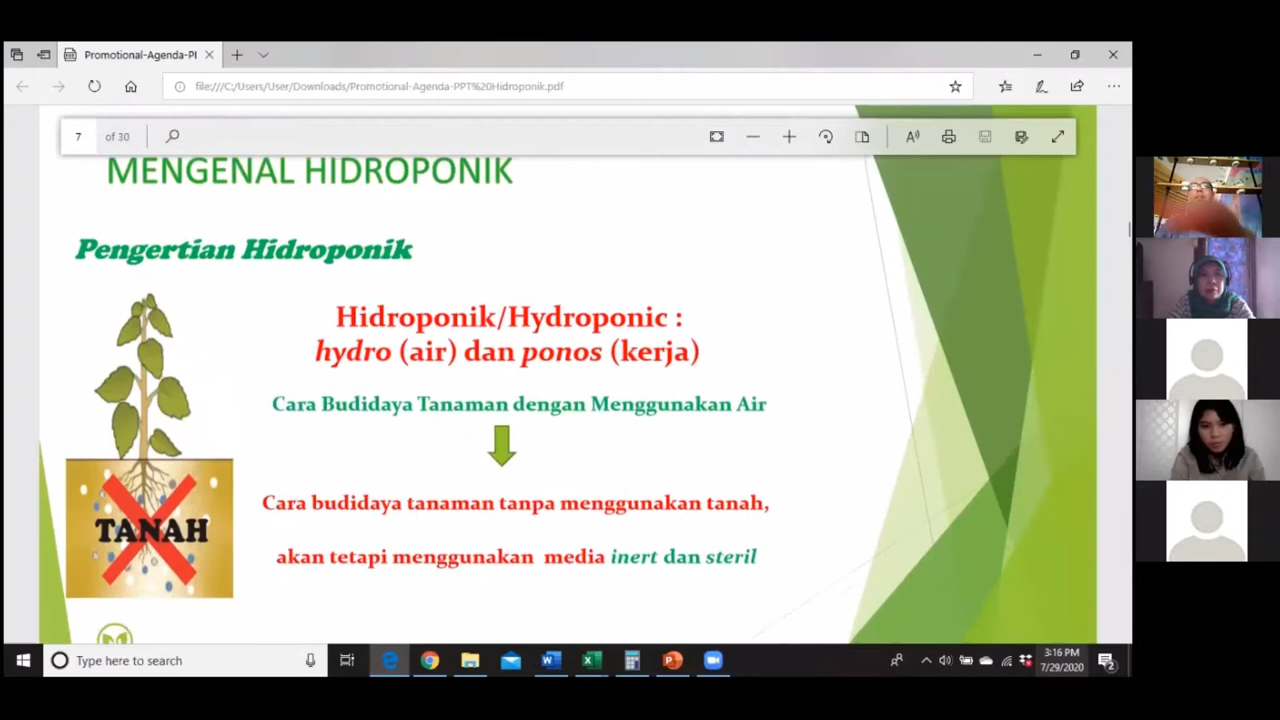 Promotional-Agenda-PI
file:///C:/Users/User/Downloads/Promotional-Agenda-PPT%20Hidroponik.pdf
7 of 30
MENGENAL HIDROPONIK
Pengertian Hidroponik
Hidroponik/Hydroponic :
hydro (air) dan ponos (kerja)
Cara Budidaya Tanaman dengan Menggunakan Air
TANAH
Cara budidaya tanaman tanpa menggunakan tanah,
akan tetapi menggunakan media inert dan steril
Type here to search
3:16 PM
7/29/2020
2